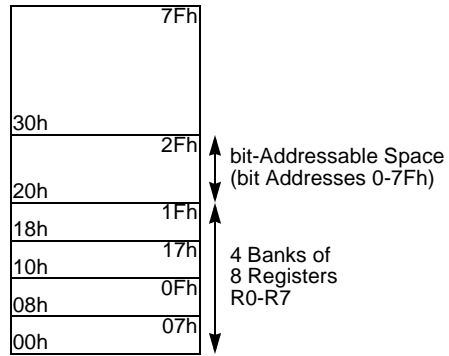 7Fh
30h
2Fh
bit-Addressable Space
(bit Addresses 0-7Fh)
20h
1Fh
18h
17h
4 Banks of
8 Registers
R0-R7
10h
0Fh
08h
07h
00h